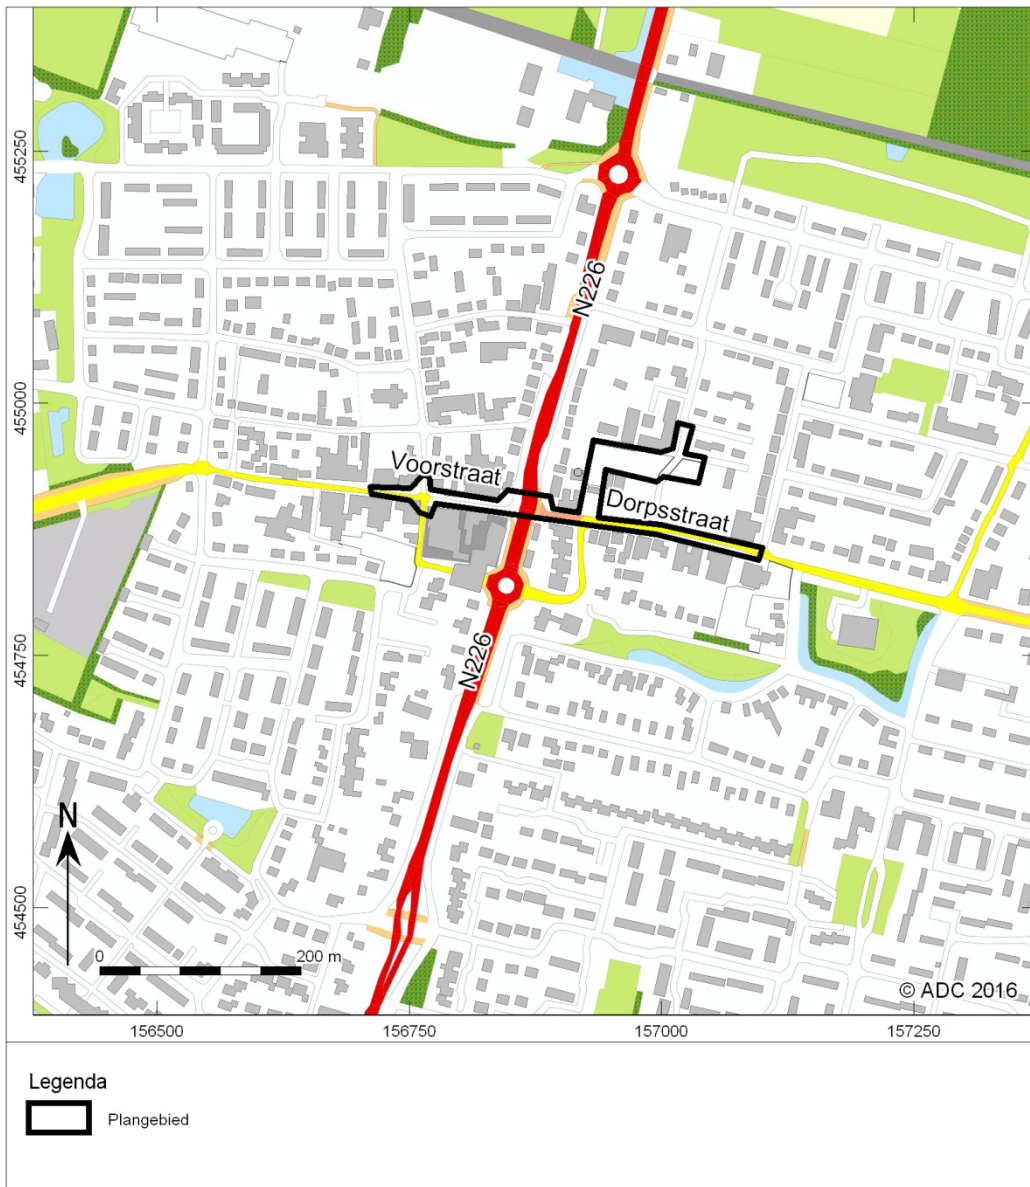 455250
N226
455000
Voorstraat
Dorpsstraat
454750
N226
N
454500
0 200 m
© ADC 2016
156500 156750 157000 157250
Legenda
Plangebied